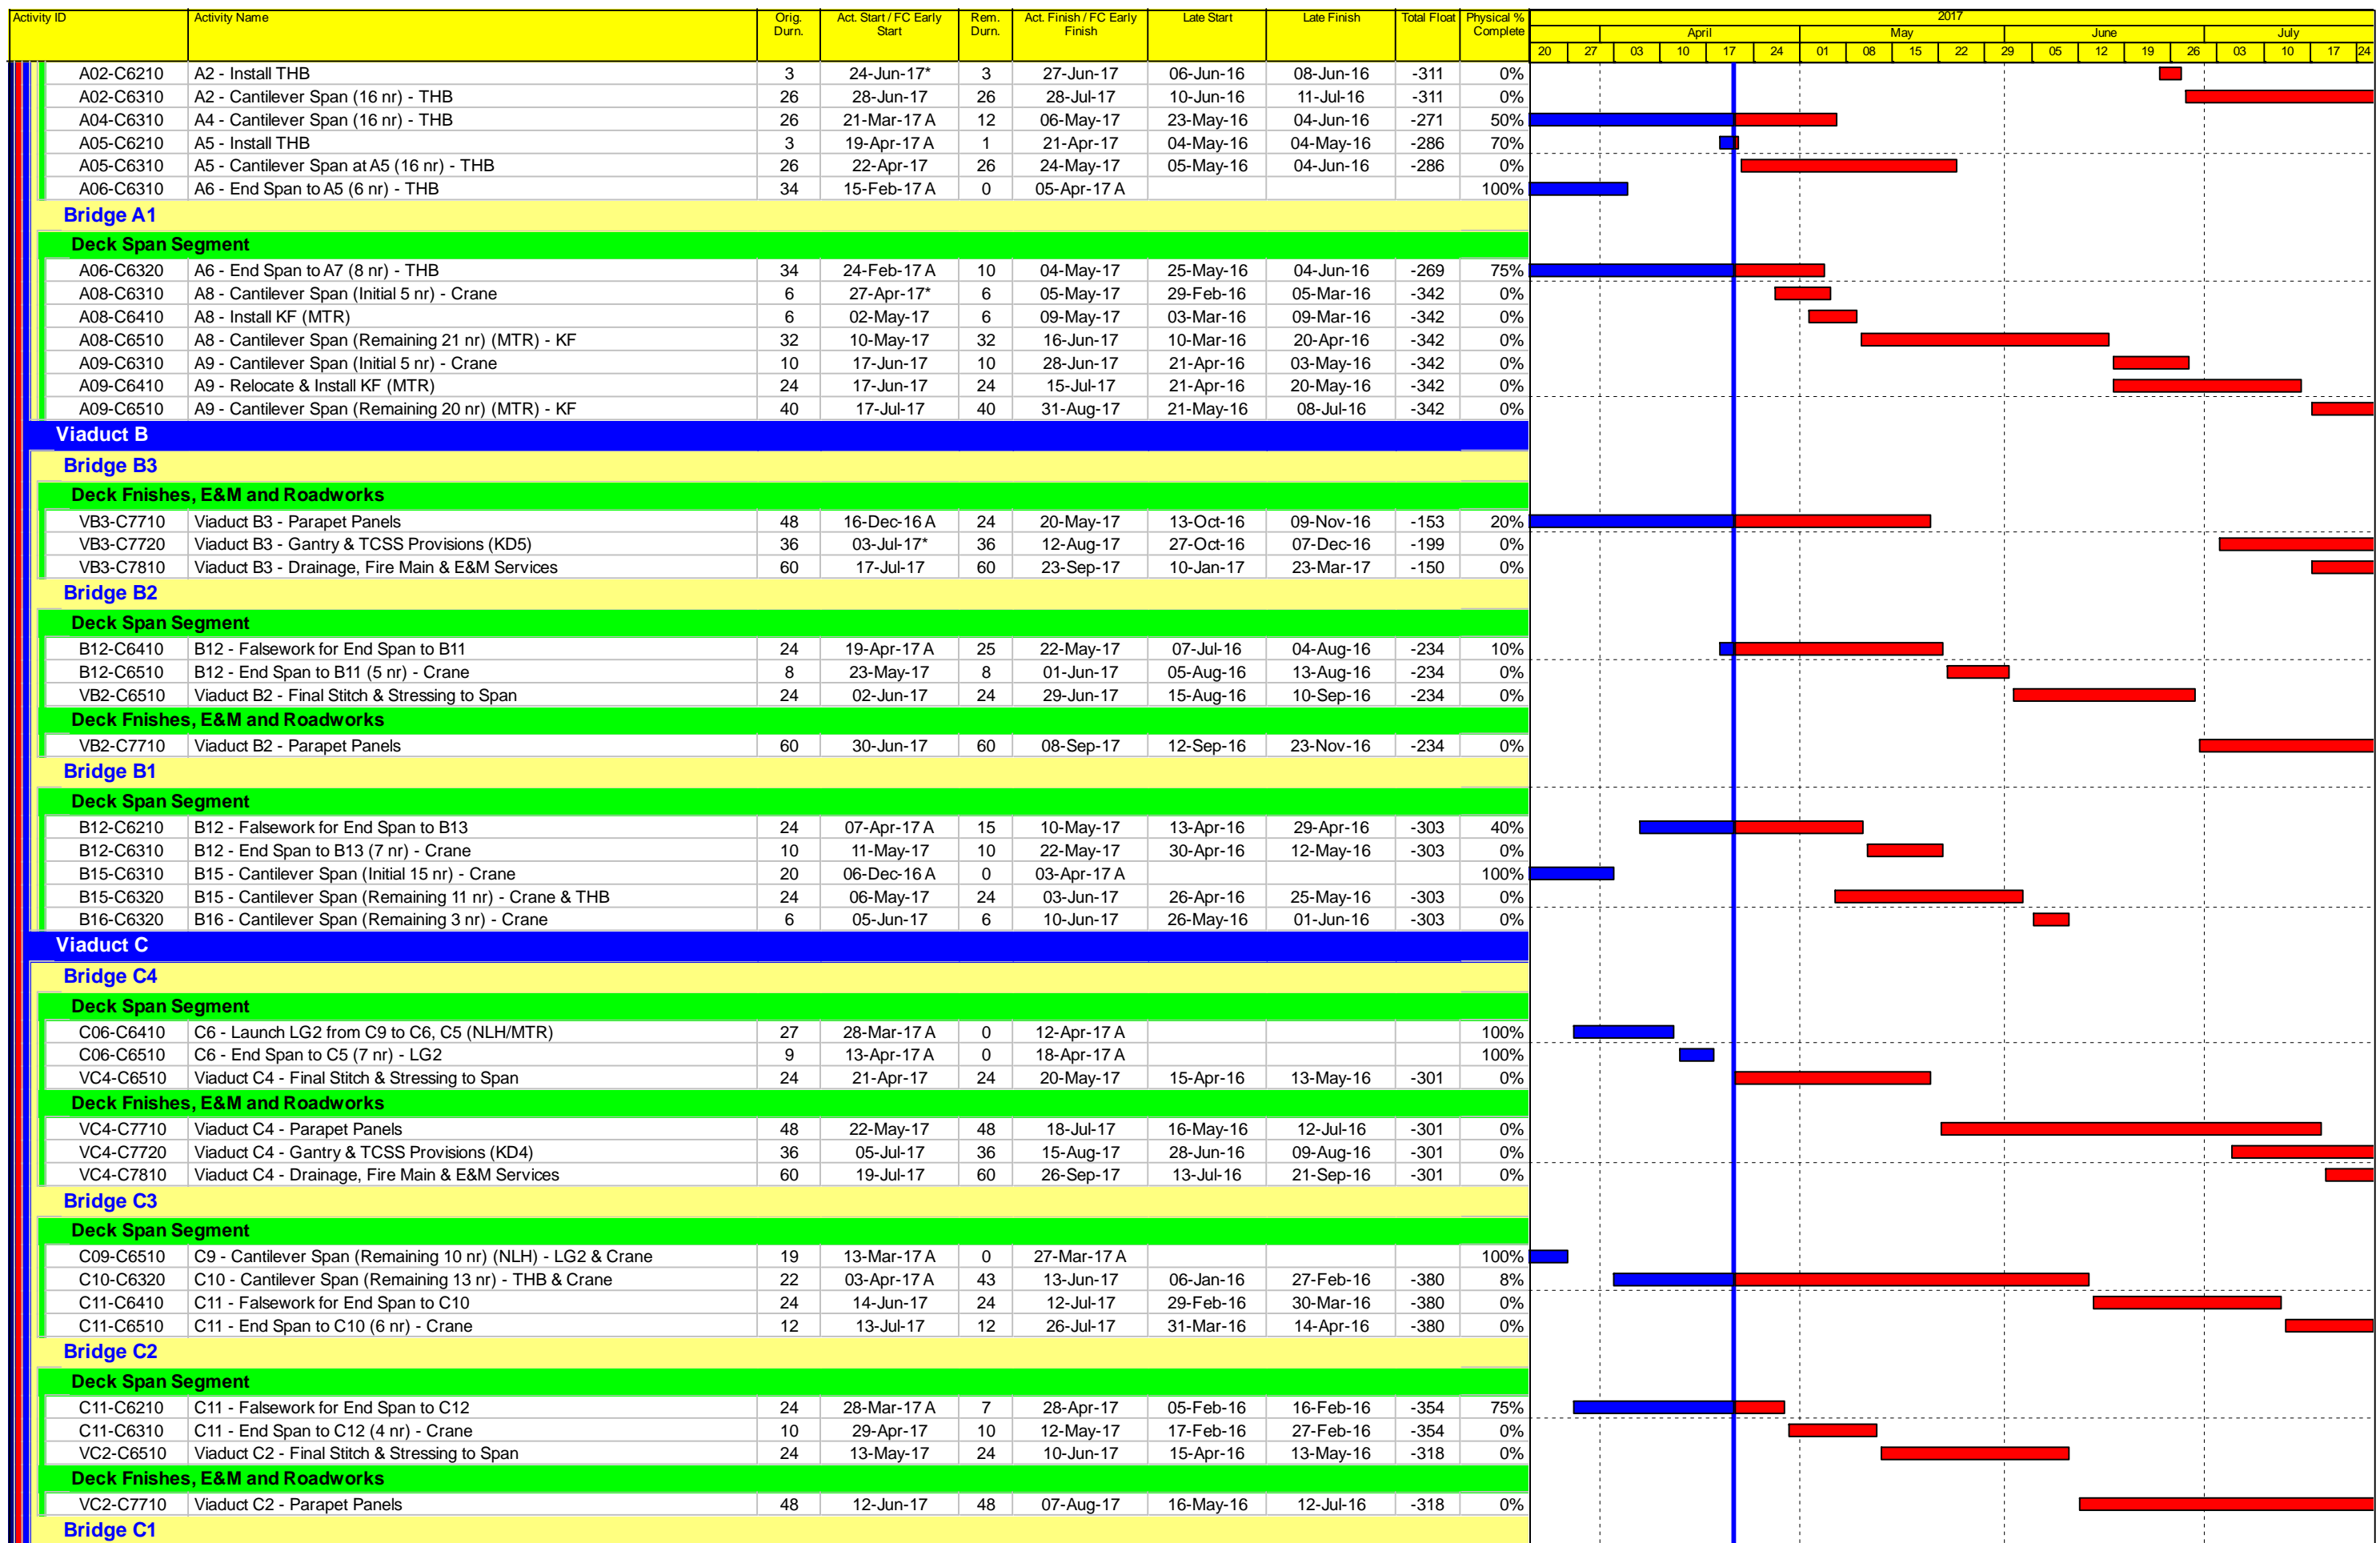 Activity ID Activity Name Orig. Durn. Act. Start / FC Early Start Rem. Durn. Act. Finish / FC Early Finish Late Start Late Finish Total Float Physical % Complete 2017
April May June July
20 27 03 10 17 24 01 08 15 22 29 05 12 19 26 03 10 17 24
A02-C6210 A2 - Install THB 3 24-Jun-17* 3 27-Jun-17 06-Jun-16 08-Jun-16 -311 0%
A02-C6310 A2 - Cantilever Span (16 nr) - THB 26 28-Jun-17 26 28-Jul-17 10-Jun-16 11-Jul-16 -311 0%
A04-C6310 A4 - Cantilever Span (16 nr) - THB 26 21-Mar-17 A 12 06-May-17 23-May-16 04-Jun-16 -271 50%
A05-C6210 A5 - Install THB 3 19-Apr-17 A 1 21-Apr-17 04-May-16 04-May-16 -286 70%
A05-C6310 A5 - Cantilever Span at A5 (16 nr) - THB 26 22-Apr-17 26 24-May-17 05-May-16 04-Jun-16 -286 0%
A06-C6310 A6 - End Span to A5 (6 nr) - THB 34 15-Feb-17 A 0 05-Apr-17 A 100%
Bridge A1
Deck Span Segment
A06-C6320 A6 - End Span to A7 (8 nr) - THB 34 24-Feb-17 A 10 04-May-17 25-May-16 04-Jun-16 -269 75%
A08-C6310 A8 - Cantilever Span (Initial 5 nr) - Crane 6 27-Apr-17* 6 05-May-17 29-Feb-16 05-Mar-16 -342 0%
A08-C6410 A8 - Install KF (MTR) 6 02-May-17 6 09-May-17 03-Mar-16 09-Mar-16 -342 0%
A08-C6510 A8 - Cantilever Span (Remaining 21 nr) (MTR) - KF 32 10-May-17 32 16-Jun-17 10-Mar-16 20-Apr-16 -342 0%
A09-C6310 A9 - Cantilever Span (Initial 5 nr) - Crane 10 17-Jun-17 10 28-Jun-17 21-Apr-16 03-May-16 -342 0%
A09-C6410 A9 - Relocate & Install KF (MTR) 24 17-Jun-17 24 15-Jul-17 21-Apr-16 20-May-16 -342 0%
A09-C6510 A9 - Cantilever Span (Remaining 20 nr) (MTR) - KF 40 17-Jul-17 40 31-Aug-17 21-May-16 08-Jul-16 -342 0%
Viaduct B
Bridge B3
Deck Fnishes, E&M and Roadworks
VB3-C7710 Viaduct B3 - Parapet Panels 48 16-Dec-16 A 24 20-May-17 13-Oct-16 09-Nov-16 -153 20%
VB3-C7720 Viaduct B3 - Gantry & TCSS Provisions (KD5) 36 03-Jul-17* 36 12-Aug-17 27-Oct-16 07-Dec-16 -199 0%
VB3-C7810 Viaduct B3 - Drainage, Fire Main & E&M Services 60 17-Jul-17 60 23-Sep-17 10-Jan-17 23-Mar-17 -150 0%
Bridge B2
Deck Span Segment
B12-C6410 B12 - Falsework for End Span to B11 24 19-Apr-17 A 25 22-May-17 07-Jul-16 04-Aug-16 -234 10%
B12-C6510 B12 - End Span to B11 (5 nr) - Crane 8 23-May-17 8 01-Jun-17 05-Aug-16 13-Aug-16 -234 0%
VB2-C6510 Viaduct B2 - Final Stitch & Stressing to Span 24 02-Jun-17 24 29-Jun-17 15-Aug-16 10-Sep-16 -234 0%
Deck Fnishes, E&M and Roadworks
VB2-C7710 Viaduct B2 - Parapet Panels 60 30-Jun-17 60 08-Sep-17 12-Sep-16 23-Nov-16 -234 0%
Bridge B1
Deck Span Segment
B12-C6210 B12 - Falsework for End Span to B13 24 07-Apr-17 A 15 10-May-17 13-Apr-16 29-Apr-16 -303 40%
B12-C6310 B12 - End Span to B13 (7 nr) - Crane 10 11-May-17 10 22-May-17 30-Apr-16 12-May-16 -303 0%
B15-C6310 B15 - Cantilever Span (Initial 15 nr) - Crane 20 06-Dec-16 A 0 03-Apr-17 A 100%
B15-C6320 B15 - Cantilever Span (Remaining 11 nr) - Crane & THB 24 06-May-17 24 03-Jun-17 26-Apr-16 25-May-16 -303 0%
B16-C6320 B16 - Cantilever Span (Remaining 3 nr) - Crane 6 05-Jun-17 6 10-Jun-17 26-May-16 01-Jun-16 -303 0%
Viaduct C
Bridge C4
Deck Span Segment
C06-C6410 C6 - Launch LG2 from C9 to C6, C5 (NLH/MTR) 27 28-Mar-17 A 0 12-Apr-17 A 100%
C06-C6510 C6 - End Span to C5 (7 nr) - LG2 9 13-Apr-17 A 0 18-Apr-17 A 100%
VC4-C6510 Viaduct C4 - Final Stitch & Stressing to Span 24 21-Apr-17 24 20-May-17 15-Apr-16 13-May-16 -301 0%
Deck Fnishes, E&M and Roadworks
VC4-C7710 Viaduct C4 - Parapet Panels 48 22-May-17 48 18-Jul-17 16-May-16 12-Jul-16 -301 0%
VC4-C7720 Viaduct C4 - Gantry & TCSS Provisions (KD4) 36 05-Jul-17 36 15-Aug-17 28-Jun-16 09-Aug-16 -301 0%
VC4-C7810 Viaduct C4 - Drainage, Fire Main & E&M Services 60 19-Jul-17 60 26-Sep-17 13-Jul-16 21-Sep-16 -301 0%
Bridge C3
Deck Span Segment
C09-C6510 C9 - Cantilever Span (Remaining 10 nr) (NLH) - LG2 & Crane 19 13-Mar-17 A 0 27-Mar-17 A 100%
C10-C6320 C10 - Cantilever Span (Remaining 13 nr) - THB & Crane 22 03-Apr-17 A 43 13-Jun-17 06-Jan-16 27-Feb-16 -380 8%
C11-C6410 C11 - Falsework for End Span to C10 24 14-Jun-17 24 12-Jul-17 29-Feb-16 30-Mar-16 -380 0%
C11-C6510 C11 - End Span to C10 (6 nr) - Crane 12 13-Jul-17 12 26-Jul-17 31-Mar-16 14-Apr-16 -380 0%
Bridge C2
Deck Span Segment
C11-C6210 C11 - Falsework for End Span to C12 24 28-Mar-17 A 7 28-Apr-17 05-Feb-16 16-Feb-16 -354 75%
C11-C6310 C11 - End Span to C12 (4 nr) - Crane 10 29-Apr-17 10 12-May-17 17-Feb-16 27-Feb-16 -354 0%
VC2-C6510 Viaduct C2 - Final Stitch & Stressing to Span 24 13-May-17 24 10-Jun-17 15-Apr-16 13-May-16 -318 0%
Deck Fnishes, E&M and Roadworks
VC2-C7710 Viaduct C2 - Parapet Panels 48 12-Jun-17 48 07-Aug-17 16-May-16 12-Jul-16 -318 0%
Bridge C1